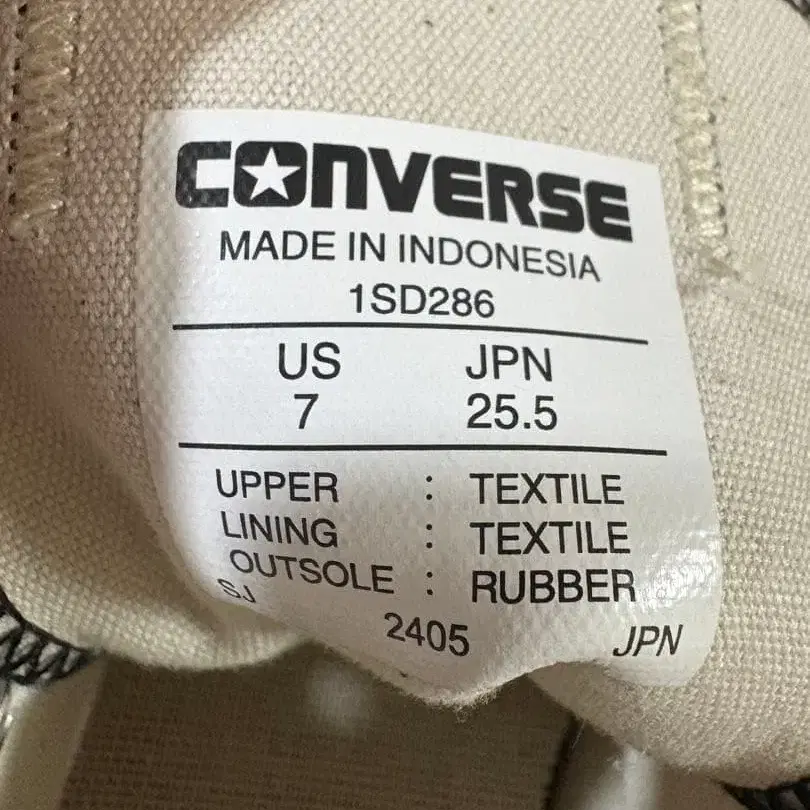 CONVERSE
MADE IN INDONESIA
1SD286
US JPN
7 25.5
UPPER : TEXTILE
LINING : TEXTILE
OUTSOLE : RUBBER
SJ 2405 JPN